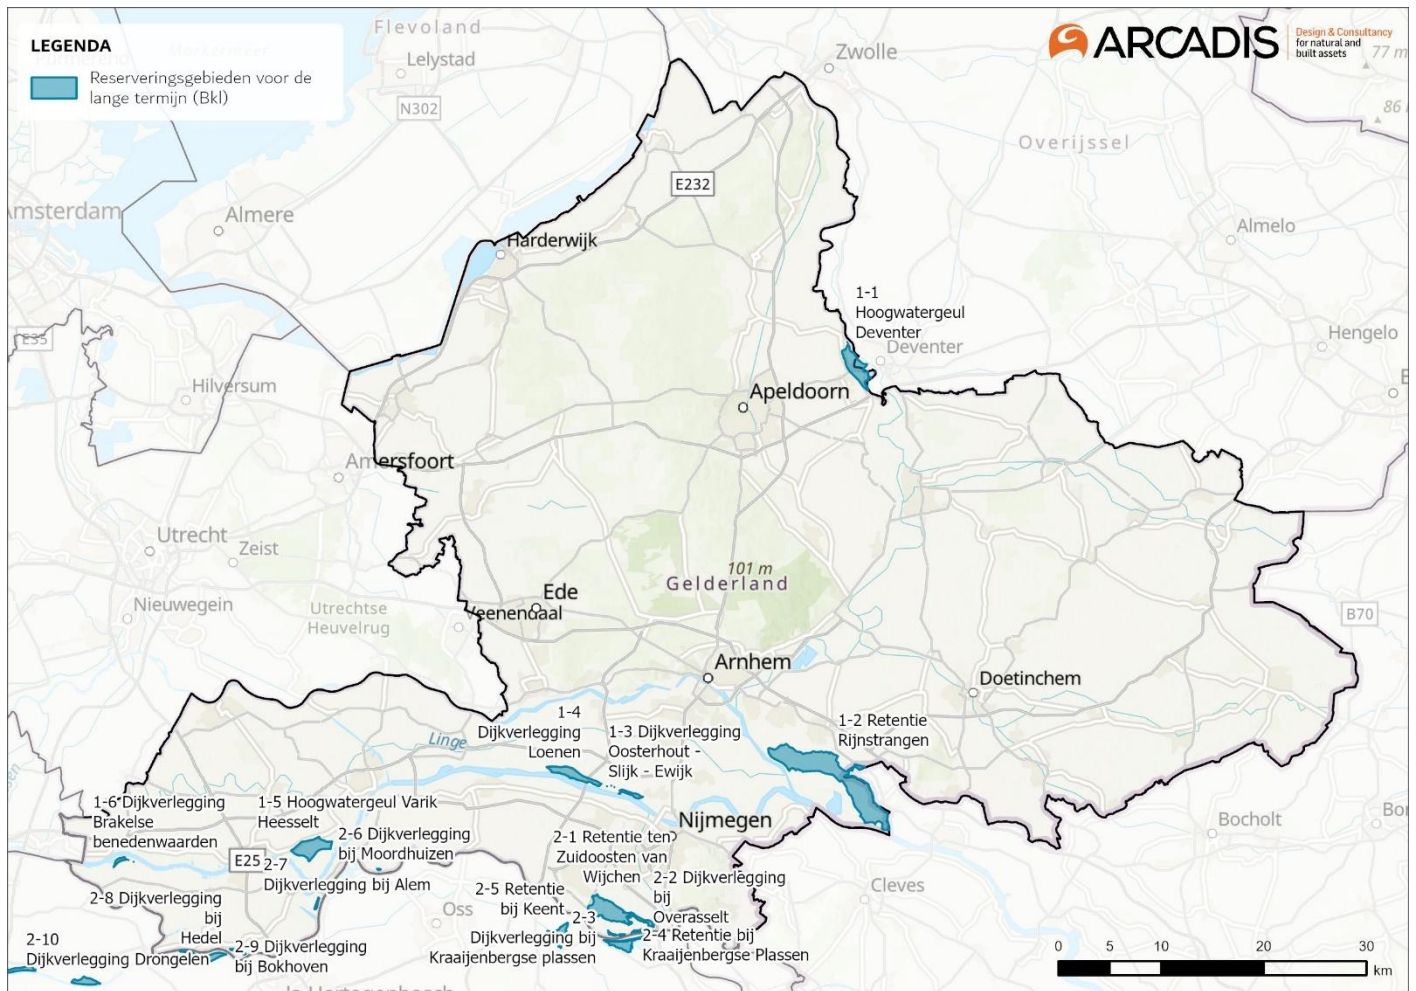 LEGENDA
Reserveringsgebieden voor de
lange termijn (Bkl)
ARCADIS
Design & Consultancy
for natural and
built assets
Flevoland
Markermeer
Purmerend
Lelystad
N302
Zwolle
77 m
86
Overijssel
E232
Amsterdam
Almere
Almelo
Harderwijk
E35
1-1
Hoogwatergeul
Deventer
Deventer
Hengelo
Hilversum
Apeldoorn
Amersfoort
Utrecht
Zeist
101 m
Gelderland
Ede
Nieuwegein
Utrechtse
Heuvelrug
Veenendaal
B70
Arnhem
Doetinchem
1-4
Dijkverlegging
Loenen
1-3 Dijkverlegging
Oosterhout -
Slijk - Ewijk
1-2 Retentie
Rijnstrangen
Linge
1-6 Dijkverlegging
Brakelse
benedenwaarden
1-5 Hoogwatergeul Varik
Heesselt
Nijmegen
Bocholt
E25
2-6 Dijkverlegging
bij Moordhuizen
2-7
Dijkverlegging bij Alem
2-1 Retentie ten
Zuidoosten van
Wijchen
2-2 Dijkverlegging
bij
Overasselt
Cleves
2-8 Dijkverlegging
bij
Hedel
Oss
2-5 Retentie
bij Keent
2-3
Dijkverlegging bij
Kraaijenbergse plassen
2-4 Retentie bij
Kraaijenbergse Plassen
2-10
Dijkverlegging Drongelen
2-9 Dijkverlegging
bij Bokhoven
0 5 10 20 30
km